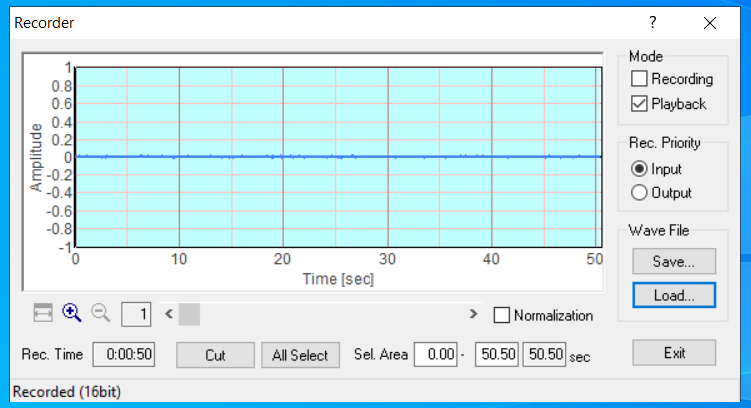 Recorder
?
Amplitude
1
0.8
0.6
0.4
0.2
0
-0.2
-0.4
-0.6
-0.8
-1
0 10 20 30 40 50
Time [sec]
1
Normalization
Rec. Time 0:00:50 Cut All Select Sel. Area 0.00 - 50.50 50.50 sec
Mode
Recording
Playback
Rec. Priority
Input
Output
Wave File
Save...
Load...
Exit
Recorded (16bit)